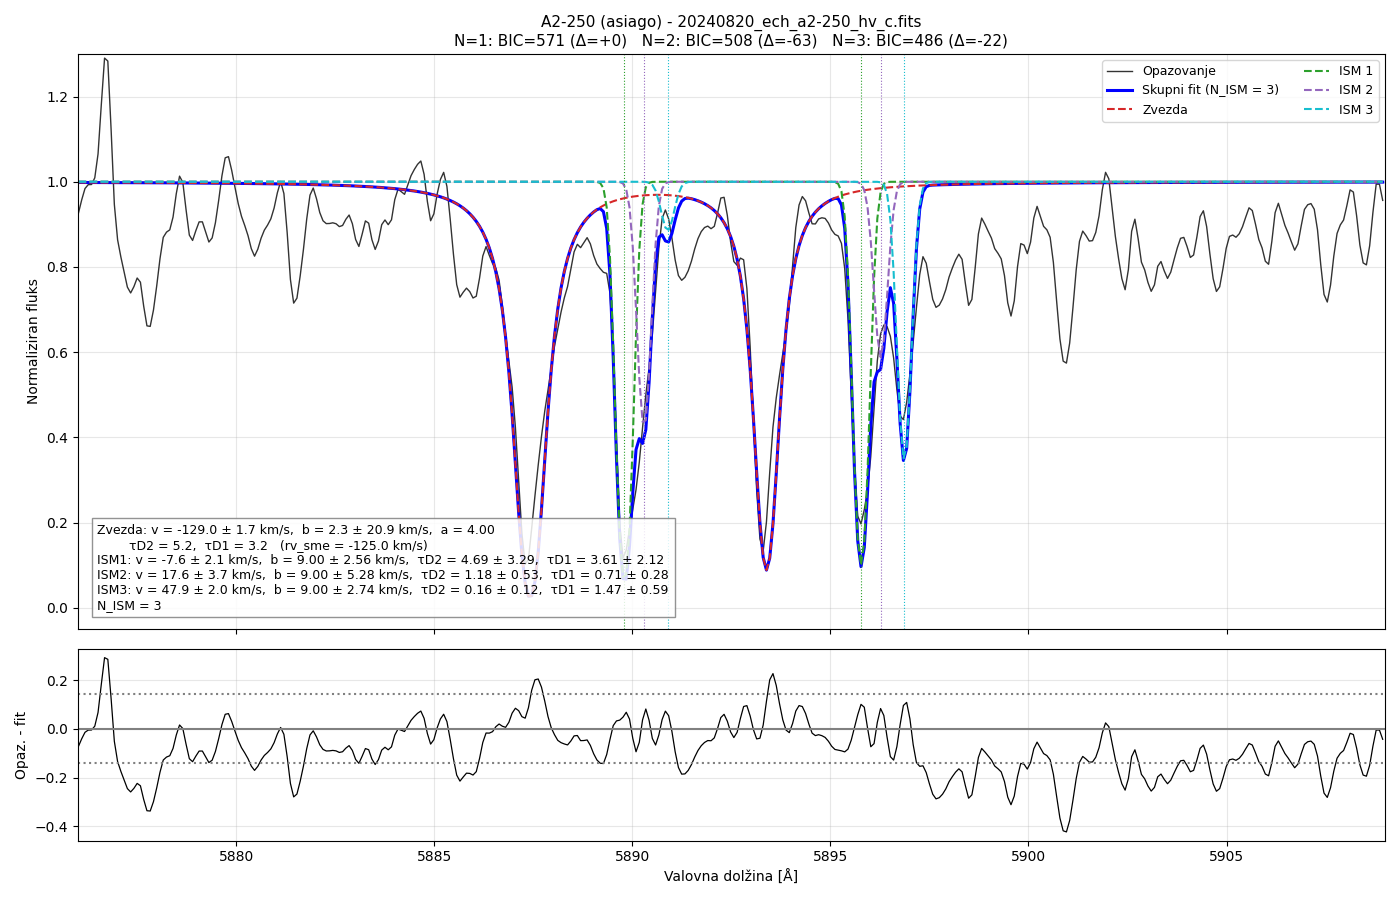 A2-250 (asiago) - 20240820_ech_a2-250_hv_c.fits
N=1: BIC=571 (Δ=+0)   N=2: BIC=508 (Δ=-63)   N=3: BIC=486 (Δ=-22)
Opazovanje
Skupni fit (N_ISM = 3)
Zvezda
ISM 1
ISM 2
ISM 3
Normaliziran fluks
1.2
1.0
0.8
0.6
0.4
0.2
0.0
Zvezda: v = -129.0 ± 1.7 km/s,  b = 2.3 ± 20.9 km/s,  a = 4.00
τD2 = 5.2,  τD1 = 3.2   (rv_sme = -125.0 km/s)
ISM1: v = -7.6 ± 2.1 km/s,  b = 9.00 ± 2.56 km/s,  τD2 = 4.69 ± 3.29,  τD1 = 3.61 ± 2.12
ISM2: v = 17.6 ± 3.7 km/s,  b = 9.00 ± 5.28 km/s,  τD2 = 1.18 ± 0.53,  τD1 = 0.71 ± 0.28
ISM3: v = 47.9 ± 2.0 km/s,  b = 9.00 ± 2.74 km/s,  τD2 = 0.16 ± 0.12,  τD1 = 1.47 ± 0.59
N_ISM = 3
Opaz. - fit
0.2
0.0
−0.2
−0.4
5880
5885
5890
5895
5900
5905
Valovna dolžina [Å]